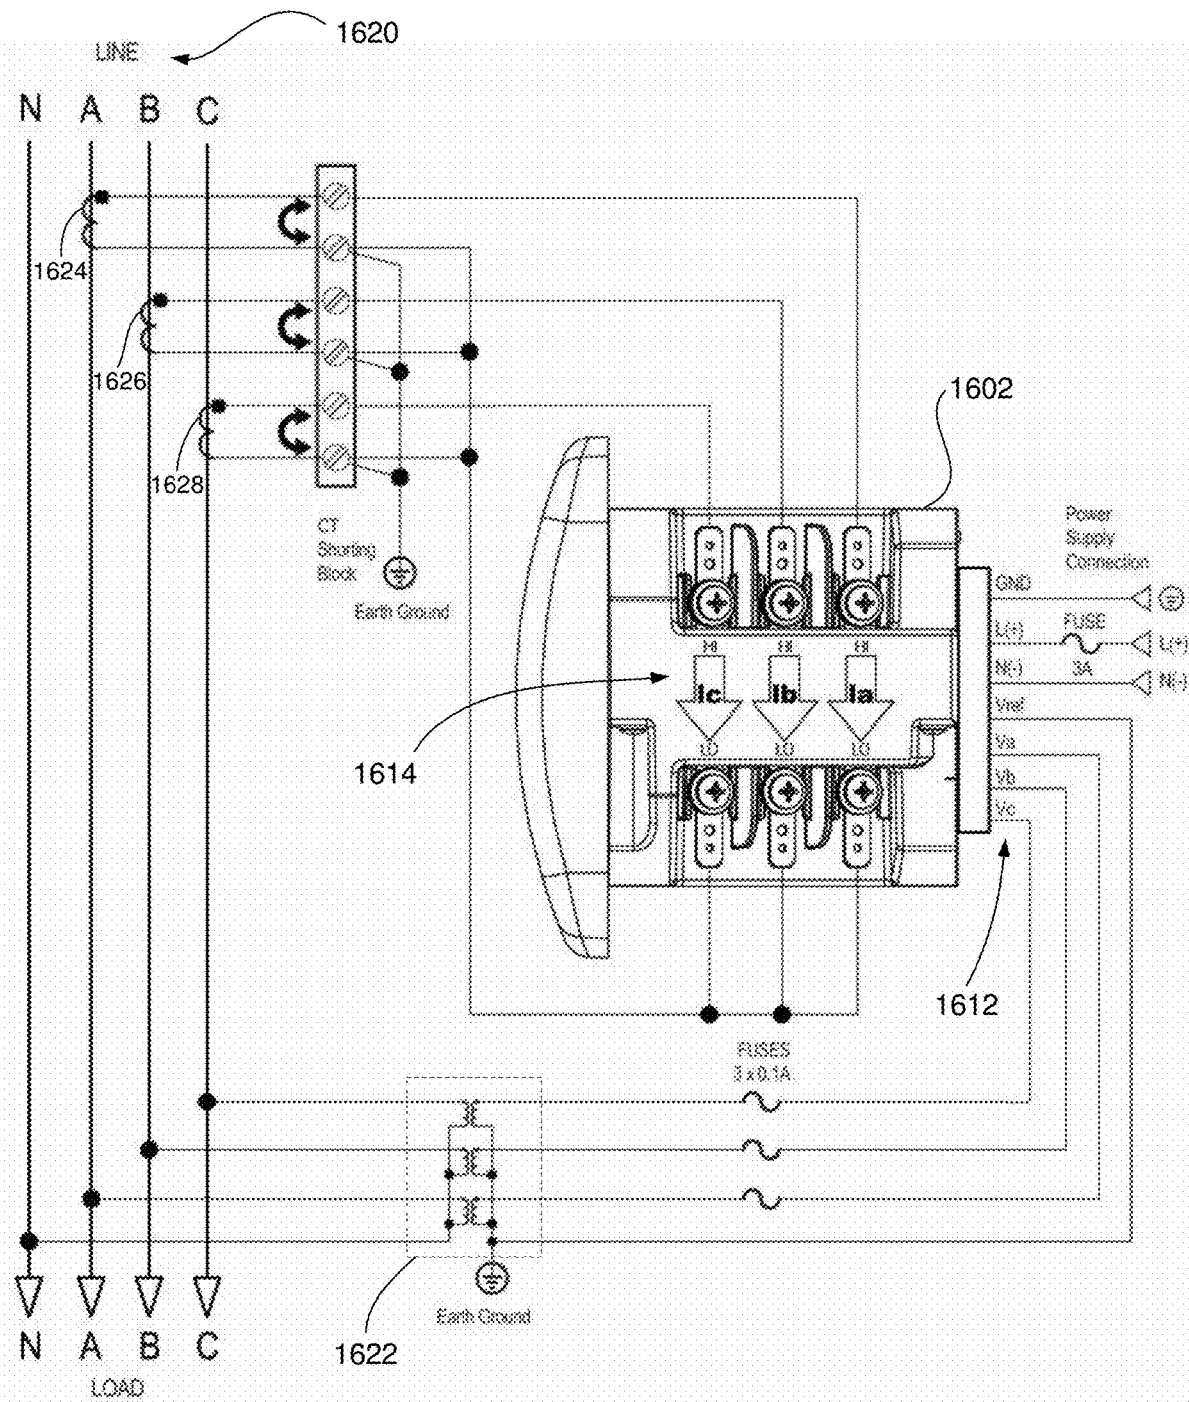 1620
LINE
N A B C
1624
1626
1628
1602
CT
Shorting
Block
Earth Ground
Power
Supply
Connection
GND
L(+)
FUSE
L(+)
N(-)
3A
N(-)
Vref
Va
Vb
Vc
HI HI HI
Ic Ib Ia
LO LO LO
1614
1612
FUSES
3 x 0.1A
Earth Ground
1622
N A B C
LOAD